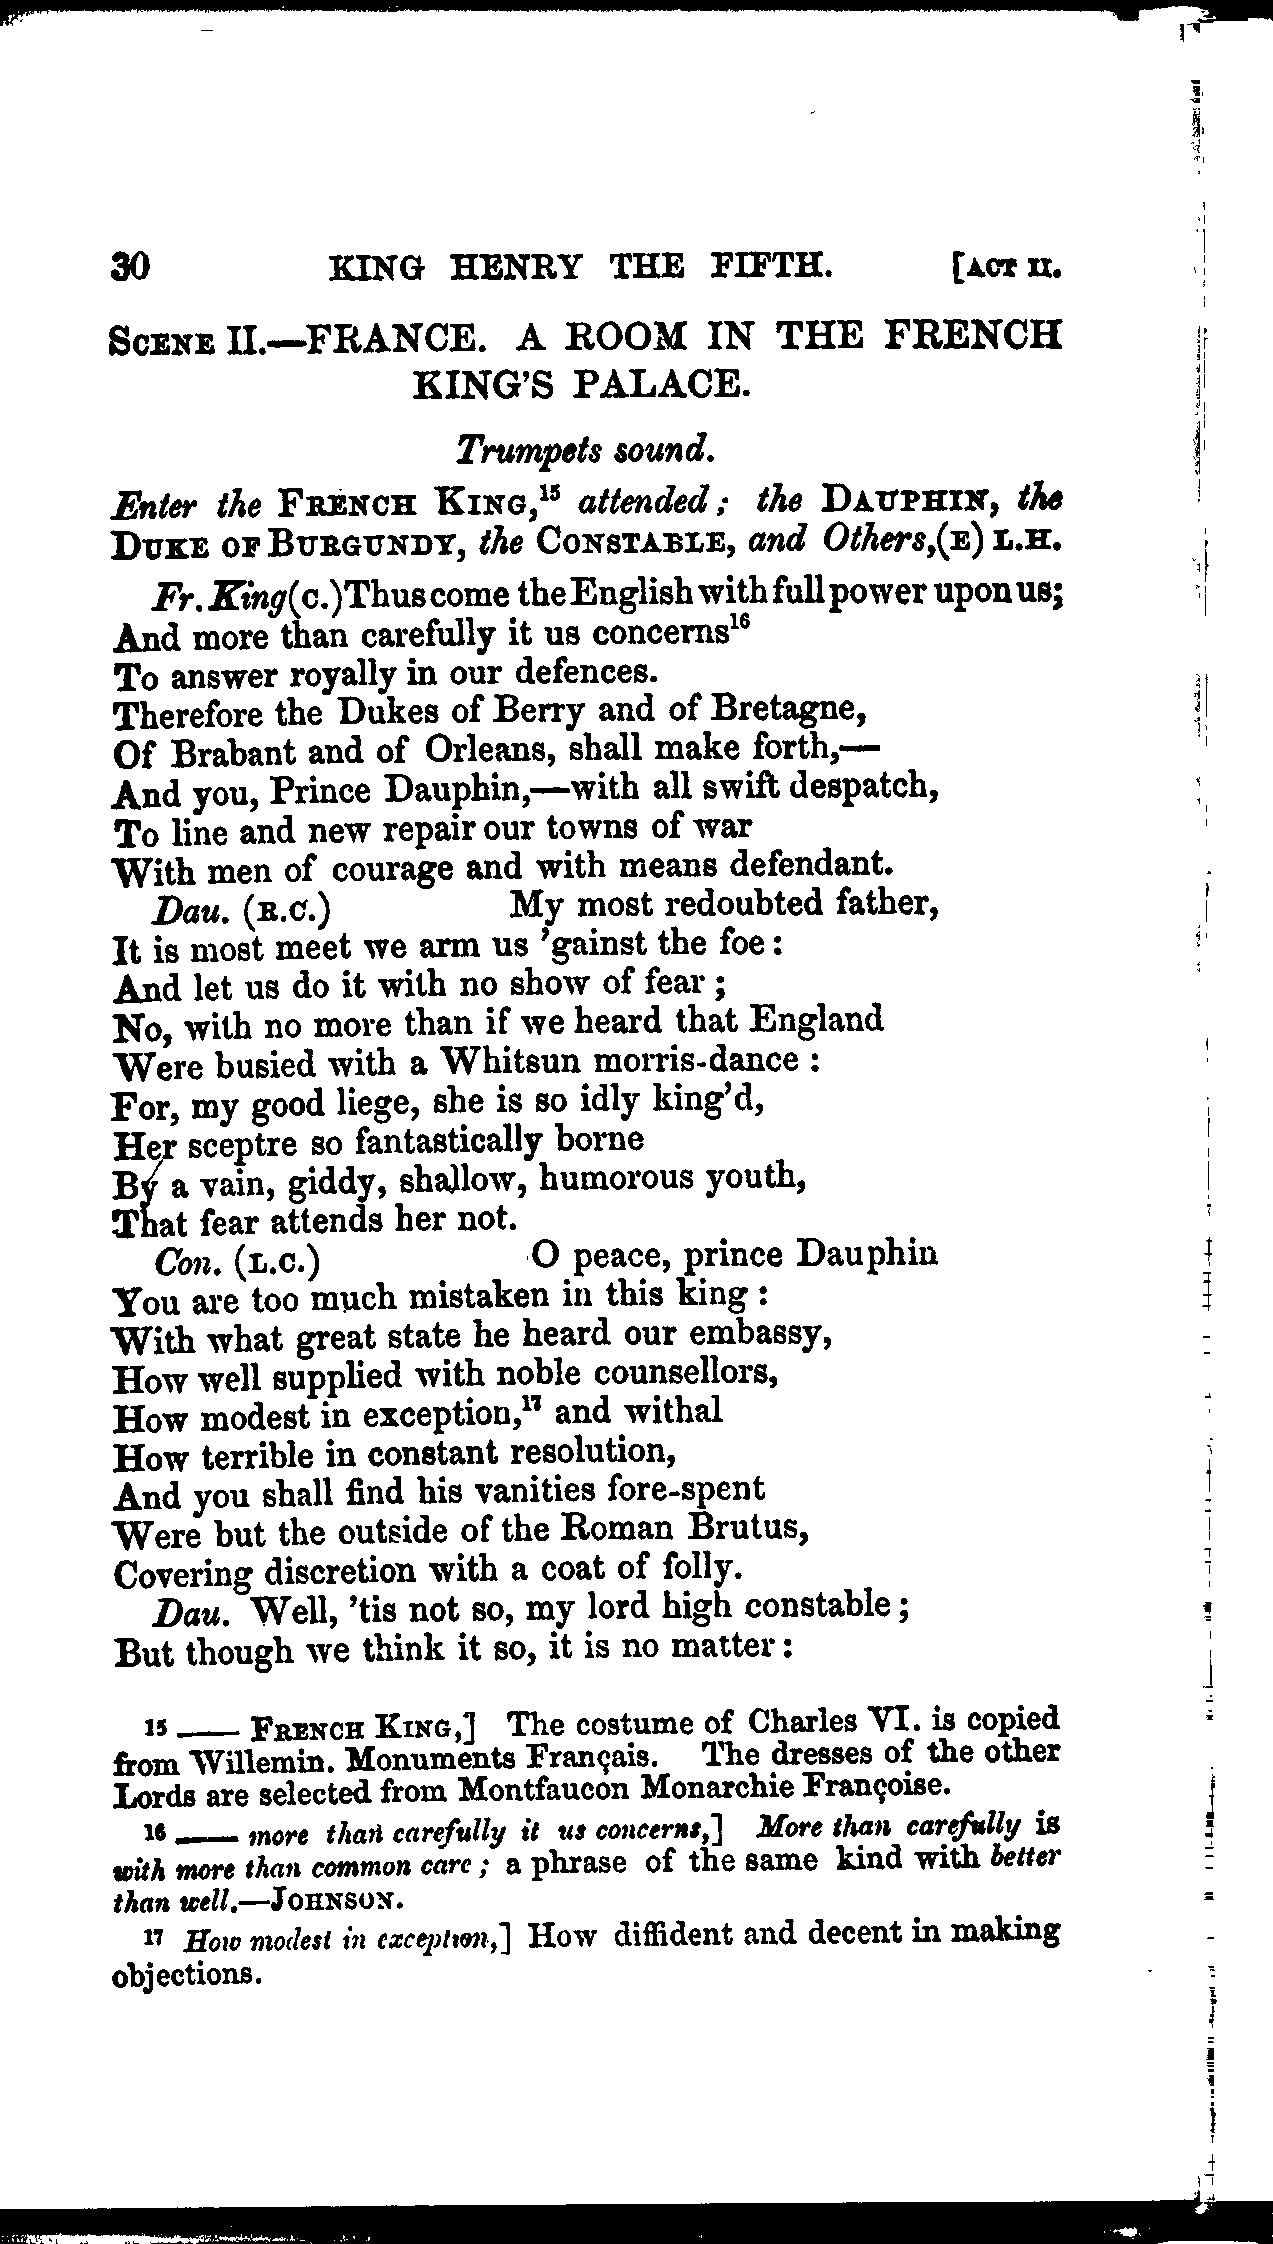 30 KING HENRY THE FIFTH. [ACT II.
SCENE II.—FRANCE. A ROOM IN THE FRENCH
KING'S PALACE.
Trumpets sound.
Enter the FRENCH KING,¹⁵ attended; the DAUPHIN, the
DUKE OF BURGUNDY, the CONSTABLE, and Others,(E) L.H.
Fr. King (C.) Thus come the English with full power upon us;
And more than carefully it us concerns¹⁶
To answer royally in our defences.
Therefore the Dukes of Berry and of Bretagne,
Of Brabant and of Orleans, shall make forth,—
And you, Prince Dauphin,—with all swift despatch,
To line and new repair our towns of war
With men of courage and with means defendant.
Dau. (R.C.) My most redoubted father,
It is most meet we arm us 'gainst the foe:
And let us do it with no show of fear;
No, with no more than if we heard that England
Were busied with a Whitsun morris-dance:
For, my good liege, she is so idly king'd,
Her sceptre so fantastically borne
By a vain, giddy, shallow, humorous youth,
That fear attends her not.
Con. (L.C.) O peace, prince Dauphin
You are too much mistaken in this king:
With what great state he heard our embassy,
How well supplied with noble counsellors,
How modest in exception,¹⁷ and withal
How terrible in constant resolution,
And you shall find his vanities fore-spent
Were but the outside of the Roman Brutus,
Covering discretion with a coat of folly.
Dau. Well, 'tis not so, my lord high constable;
But though we think it so, it is no matter:
¹⁵ —— FRENCH KING,] The costume of Charles VI. is copied
from Willemin. Monuments Français. The dresses of the other
Lords are selected from Montfaucon Monarchie Françoise.
¹⁶ —— more than carefully it us concerns,] More than carefully is
with more than common care; a phrase of the same kind with better
than well.—JOHNSON.
¹⁷ How modest in exception,] How diffident and decent in making
objections.